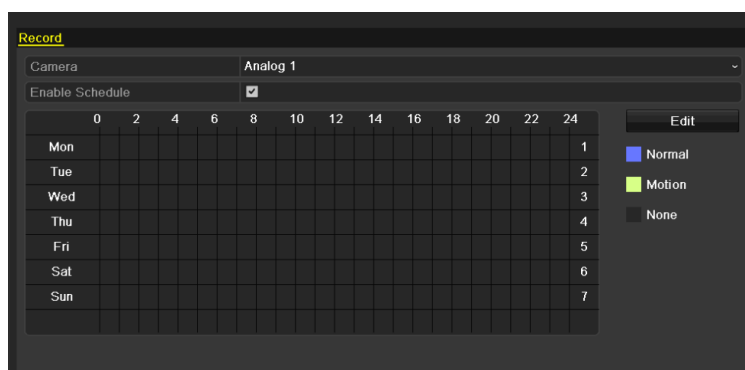 Record
Camera Analog 1
Enable Schedule
0 2 4 6 8 10 12 14 16 18 20 22 24 Edit
Mon 1 Normal
Tue 2 Motion
Wed 3 None
Thu 4
Fri 5
Sat 6
Sun 7